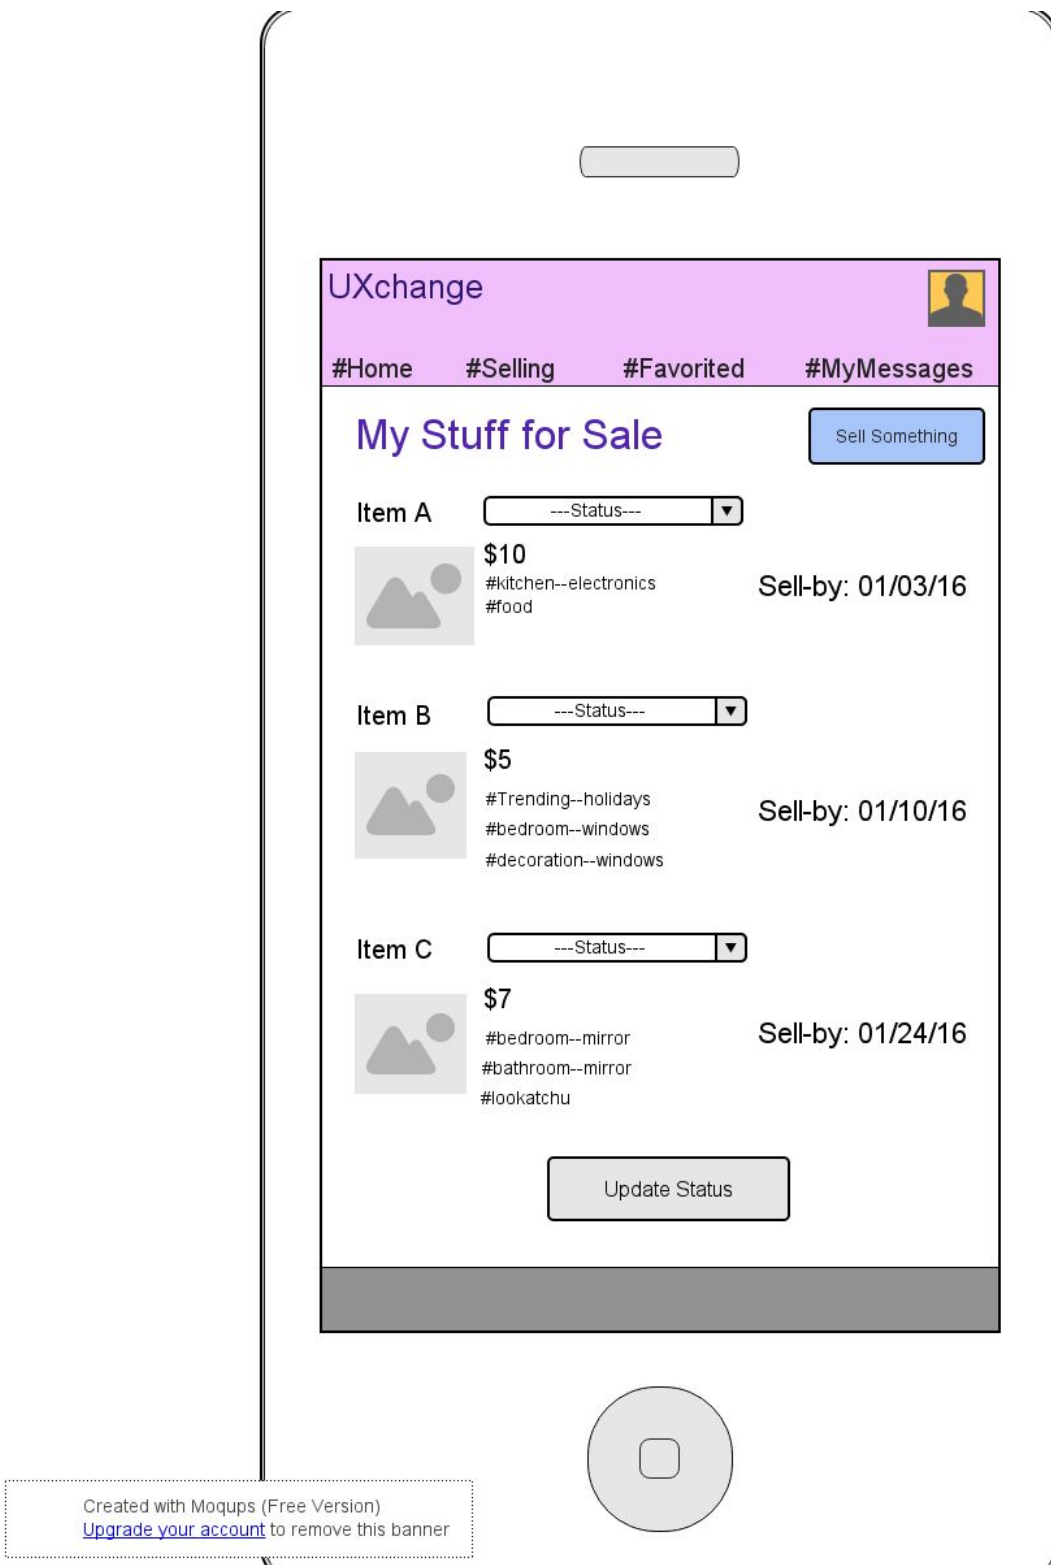 UXchange
#Home #Selling #Favorited #MyMessages
My Stuff for Sale
Sell Something
Item A
---Status---
$10
#kitchen--electronics
#food
Sell-by: 01/03/16
Item B
---Status---
$5
#Trending--holidays
#bedroom--windows
#decoration--windows
Sell-by: 01/10/16
Item C
---Status---
$7
#bedroom--mirror
#bathroom--mirror
#lookatchu
Sell-by: 01/24/16
Update Status
Created with Moqups (Free Version)
Upgrade your account to remove this banner